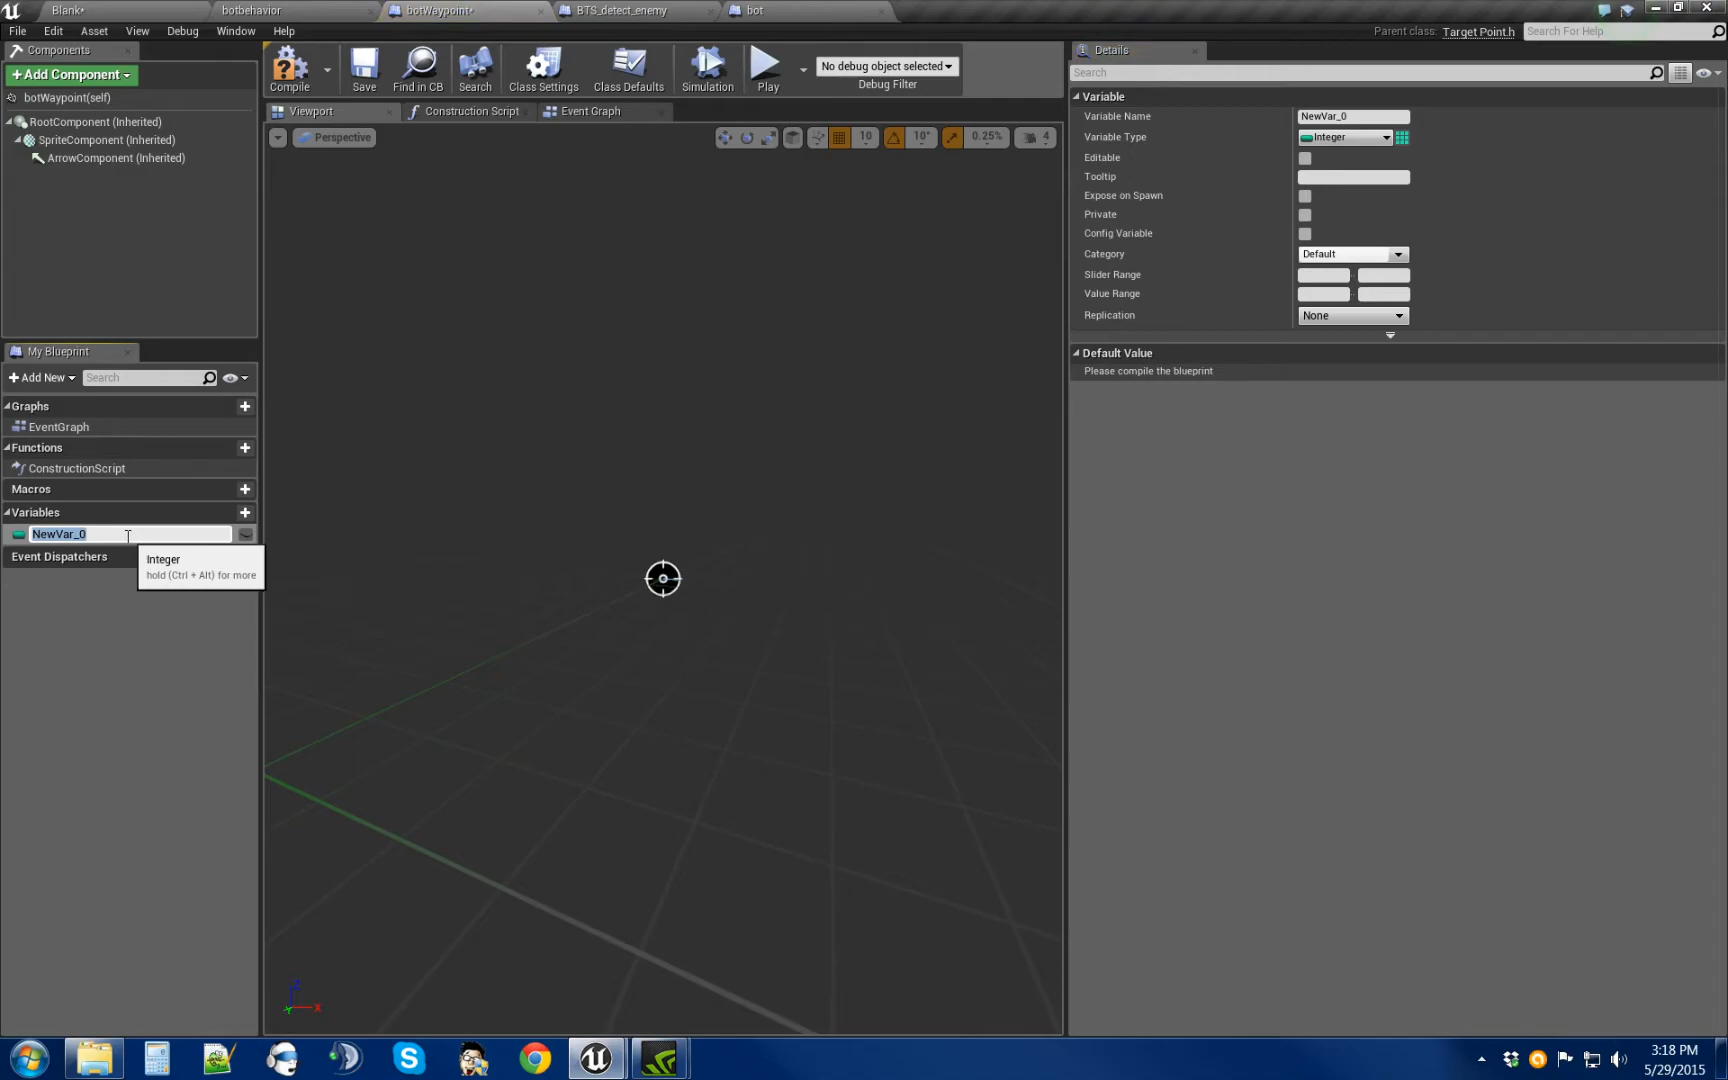 Blank*
botbehavior
botWaypoint*
BTS_detect_enemy
bot
File
Edit
Asset
View
Debug
Window
Help
Parent class:
Target Point.h
Search For Help
Components
+Add Component
botWaypoint(self)
RootComponent (Inherited)
SpriteComponent (Inherited)
ArrowComponent (Inherited)
Compile
Save
Find in CB
Search
Class Settings
Class Defaults
Simulation
Play
No debug object selected
Debug Filter
Viewport
Construction Script
Event Graph
Perspective
10
10°
0.25%
4
My Blueprint
+Add New
Search
Graphs
EventGraph
Functions
ConstructionScript
Macros
Variables
NewVar_0
Event Dispatchers
Integer
hold (Ctrl + Alt) for more
Z
X
Y
Details
Search
Variable
Variable Name
NewVar_0
Variable Type
Integer
Editable
Tooltip
Expose on Spawn
Private
Config Variable
Category
Default
Slider Range
Value Range
Replication
None
Default Value
Please compile the blueprint
3:18 PM
5/29/2015